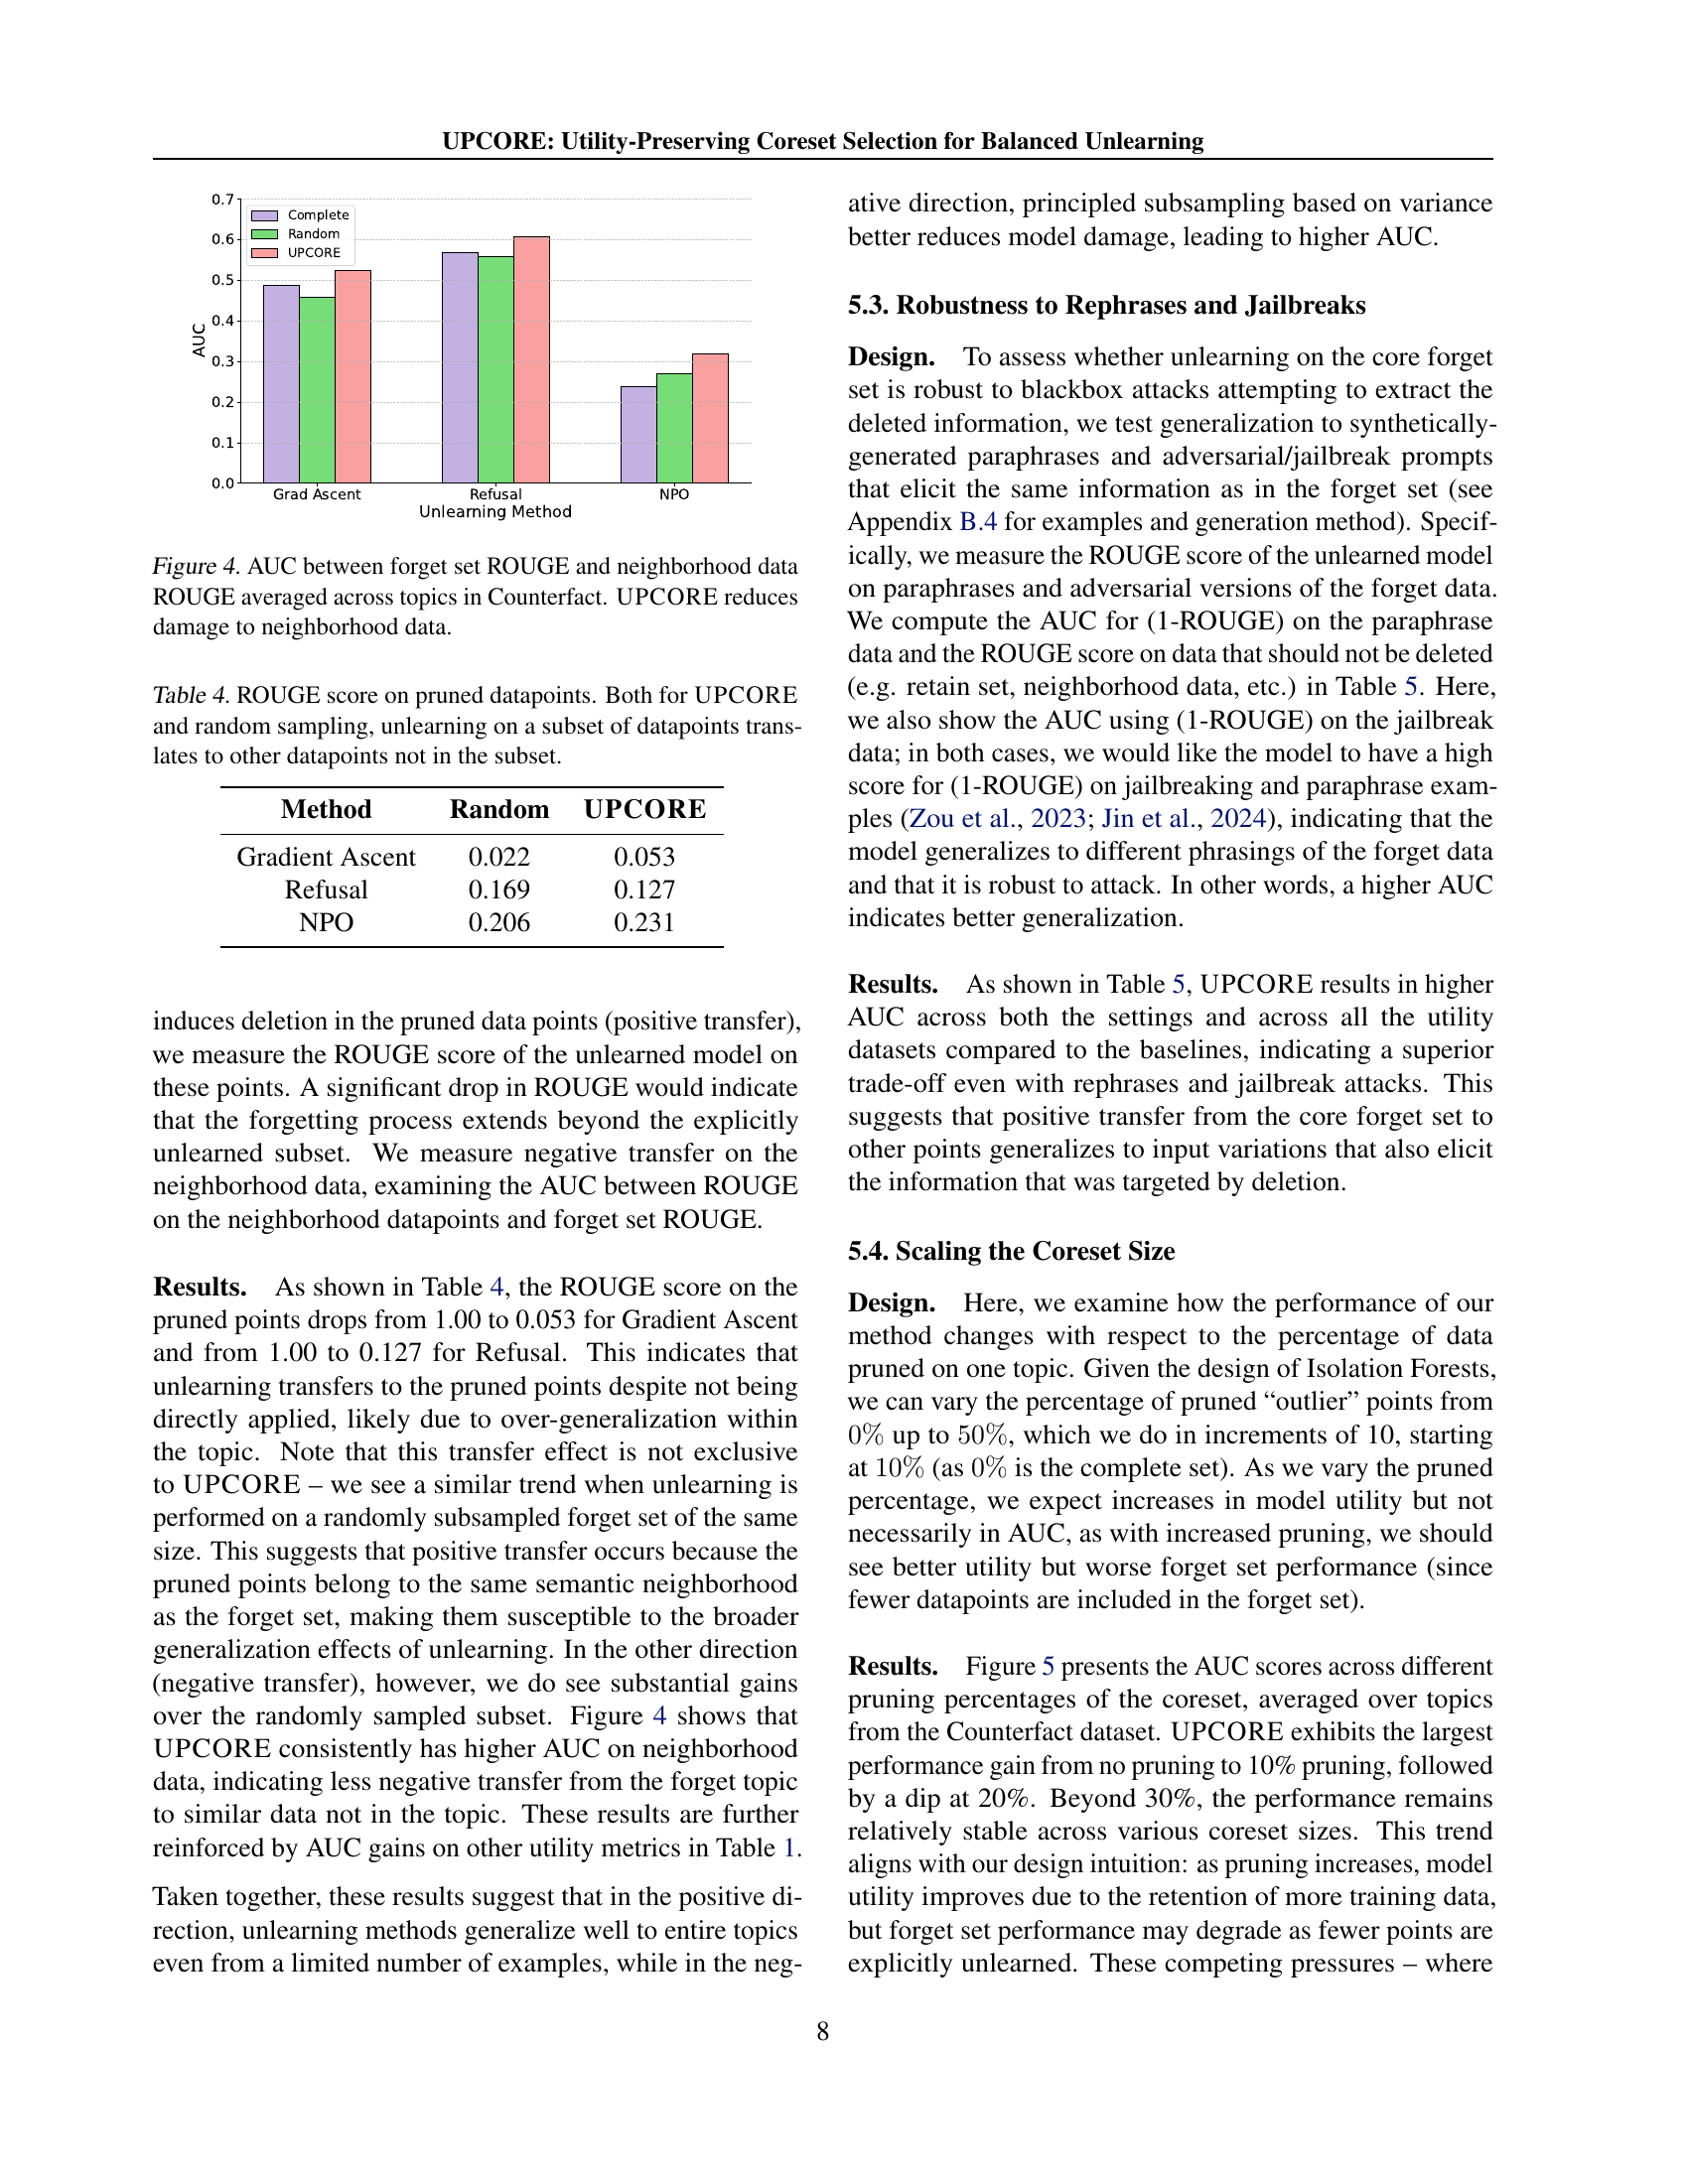 UPCORE: Utility-Preserving Coreset Selection for Balanced Unlearning
0.7
0.6
0.5
0.4
0.3
0.2
0.1
0.0
AUC
Complete
Random
UPCORE
Grad Ascent
Refusal
NPO
Unlearning Method
Figure 4. AUC between forget set ROUGE and neighborhood data
ROUGE averaged across topics in Counterfact. UPCORE reduces
damage to neighborhood data.
Table 4. ROUGE score on pruned datapoints. Both for UPCORE
and random sampling, unlearning on a subset of datapoints trans-
lates to other datapoints not in the subset.
Method Random UPCORE
Gradient Ascent 0.022 0.053
Refusal 0.169 0.127
NPO 0.206 0.231
induces deletion in the pruned data points (positive transfer),
we measure the ROUGE score of the unlearned model on
these points. A significant drop in ROUGE would indicate
that the forgetting process extends beyond the explicitly
unlearned subset. We measure negative transfer on the
neighborhood data, examining the AUC between ROUGE
on the neighborhood datapoints and forget set ROUGE.
Results. As shown in Table 4, the ROUGE score on the
pruned points drops from 1.00 to 0.053 for Gradient Ascent
and from 1.00 to 0.127 for Refusal. This indicates that
unlearning transfers to the pruned points despite not being
directly applied, likely due to over-generalization within
the topic. Note that this transfer effect is not exclusive
to UPCORE – we see a similar trend when unlearning is
performed on a randomly subsampled forget set of the same
size. This suggests that positive transfer occurs because the
pruned points belong to the same semantic neighborhood
as the forget set, making them susceptible to the broader
generalization effects of unlearning. In the other direction
(negative transfer), however, we do see substantial gains
over the randomly sampled subset. Figure 4 shows that
UPCORE consistently has higher AUC on neighborhood
data, indicating less negative transfer from the forget topic
to similar data not in the topic. These results are further
reinforced by AUC gains on other utility metrics in Table 1.
Taken together, these results suggest that in the positive di-
rection, unlearning methods generalize well to entire topics
even from a limited number of examples, while in the neg-
ative direction, principled subsampling based on variance
better reduces model damage, leading to higher AUC.
5.3. Robustness to Rephrases and Jailbreaks
Design. To assess whether unlearning on the core forget
set is robust to blackbox attacks attempting to extract the
deleted information, we test generalization to synthetically-
generated paraphrases and adversarial/jailbreak prompts
that elicit the same information as in the forget set (see
Appendix B.4 for examples and generation method). Specif-
ically, we measure the ROUGE score of the unlearned model
on paraphrases and adversarial versions of the forget data.
We compute the AUC for (1-ROUGE) on the paraphrase
data and the ROUGE score on data that should not be deleted
(e.g. retain set, neighborhood data, etc.) in Table 5. Here,
we also show the AUC using (1-ROUGE) on the jailbreak
data; in both cases, we would like the model to have a high
score for (1-ROUGE) on jailbreaking and paraphrase exam-
ples (Zou et al., 2023; Jin et al., 2024), indicating that the
model generalizes to different phrasings of the forget data
and that it is robust to attack. In other words, a higher AUC
indicates better generalization.
Results. As shown in Table 5, UPCORE results in higher
AUC across both the settings and across all the utility
datasets compared to the baselines, indicating a superior
trade-off even with rephrases and jailbreak attacks. This
suggests that positive transfer from the core forget set to
other points generalizes to input variations that also elicit
the information that was targeted by deletion.
5.4. Scaling the Coreset Size
Design. Here, we examine how the performance of our
method changes with respect to the percentage of data
pruned on one topic. Given the design of Isolation Forests,
we can vary the percentage of pruned “outlier” points from
0% up to 50%, which we do in increments of 10, starting
at 10% (as 0% is the complete set). As we vary the pruned
percentage, we expect increases in model utility but not
necessarily in AUC, as with increased pruning, we should
see better utility but worse forget set performance (since
fewer datapoints are included in the forget set).
Results. Figure 5 presents the AUC scores across different
pruning percentages of the coreset, averaged over topics
from the Counterfact dataset. UPCORE exhibits the largest
performance gain from no pruning to 10% pruning, followed
by a dip at 20%. Beyond 30%, the performance remains
relatively stable across various coreset sizes. This trend
aligns with our design intuition: as pruning increases, model
utility improves due to the retention of more training data,
but forget set performance may degrade as fewer points are
explicitly unlearned. These competing pressures – where
8